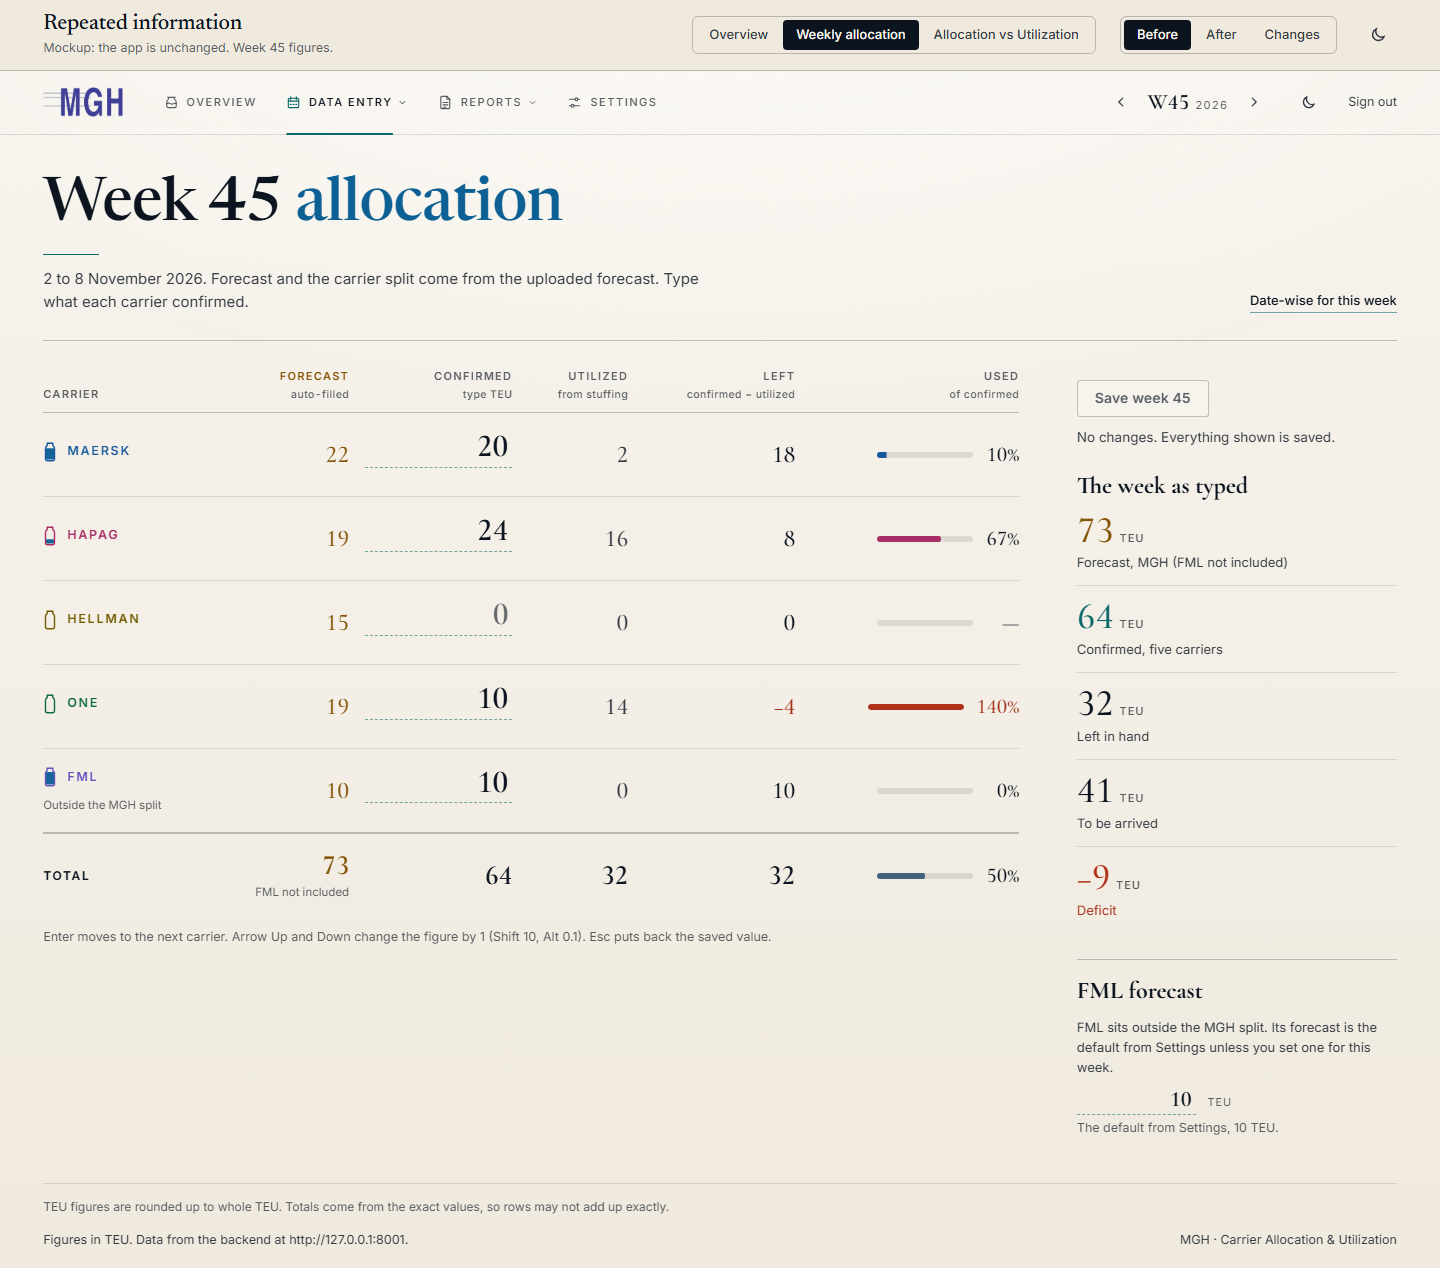 Repeated information
Mockup: the app is unchanged. Week 45 figures.
Overview
Weekly allocation
Allocation vs Utilization
Before
After
Changes
MGH
OVERVIEW
DATA ENTRY
REPORTS
SETTINGS
W45 2026
Sign out
Week 45 allocation
2 to 8 November 2026. Forecast and the carrier split come from the uploaded forecast. Type
what each carrier confirmed.
Date-wise for this week
CARRIER
FORECAST
auto-filled
CONFIRMED
type TEU
UTILIZED
from stuffing
LEFT
confirmed − utilized
USED
of confirmed
MAERSK 22 20 2 18 10%
HAPAG 19 24 16 8 67%
HELLMAN 15 0 0 0 —
ONE 19 10 14 −4 140%
FML 10 10 0 10 0%
Outside the MGH split
TOTAL 73 64 32 32 50%
FML not included
Enter moves to the next carrier. Arrow Up and Down change the figure by 1 (Shift 10, Alt 0.1). Esc puts back the saved value.
Save week 45
No changes. Everything shown is saved.
The week as typed
73 TEU
Forecast, MGH (FML not included)
64 TEU
Confirmed, five carriers
32 TEU
Left in hand
41 TEU
To be arrived
−9 TEU
Deficit
FML forecast
FML sits outside the MGH split. Its forecast is the
default from Settings unless you set one for this
week.
10 TEU
The default from Settings, 10 TEU.
TEU figures are rounded up to whole TEU. Totals come from the exact values, so rows may not add up exactly.
Figures in TEU. Data from the backend at http://127.0.0.1:8001.
MGH · Carrier Allocation & Utilization